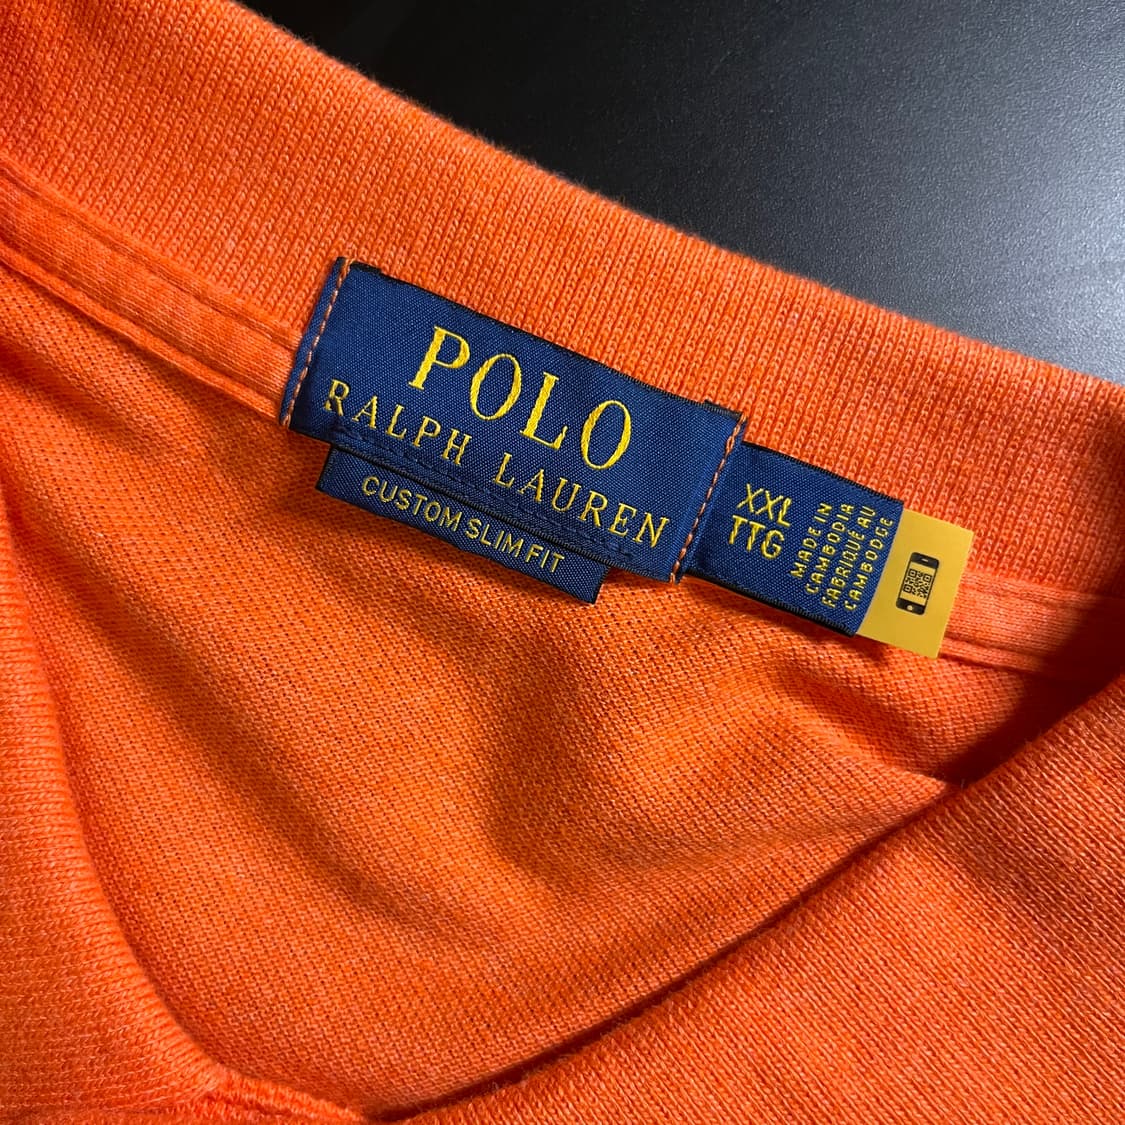 POLO
RALPH LAUREN
CUSTOM SLIM FIT
XXL
TTG
MADE IN
CAMBODIA
FABRIQUÉ AU
CAMBODGE